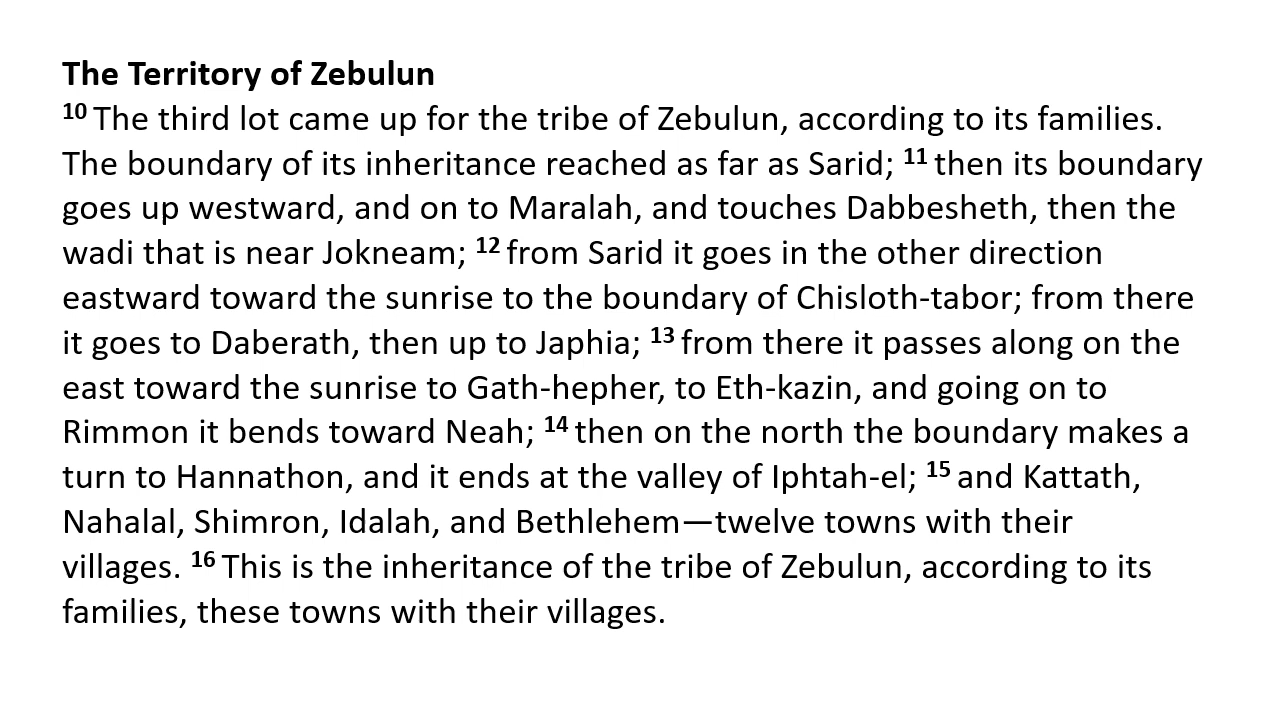 The Territory of Zebulun
10 The third lot came up for the tribe of Zebulun, according to its families.
The boundary of its inheritance reached as far as Sarid; 11 then its boundary
goes up westward, and on to Maralah, and touches Dabbesheth, then the
wadi that is near Jokneam; 12 from Sarid it goes in the other direction
eastward toward the sunrise to the boundary of Chisloth-tabor; from there
it goes to Daberath, then up to Japhia; 13 from there it passes along on the
east toward the sunrise to Gath-hepher, to Eth-kazin, and going on to
Rimmon it bends toward Neah; 14 then on the north the boundary makes a
turn to Hannathon, and it ends at the valley of Iphtah-el; 15 and Kattath,
Nahalal, Shimron, Idalah, and Bethlehem—twelve towns with their
villages. 16 This is the inheritance of the tribe of Zebulun, according to its
families, these towns with their villages.